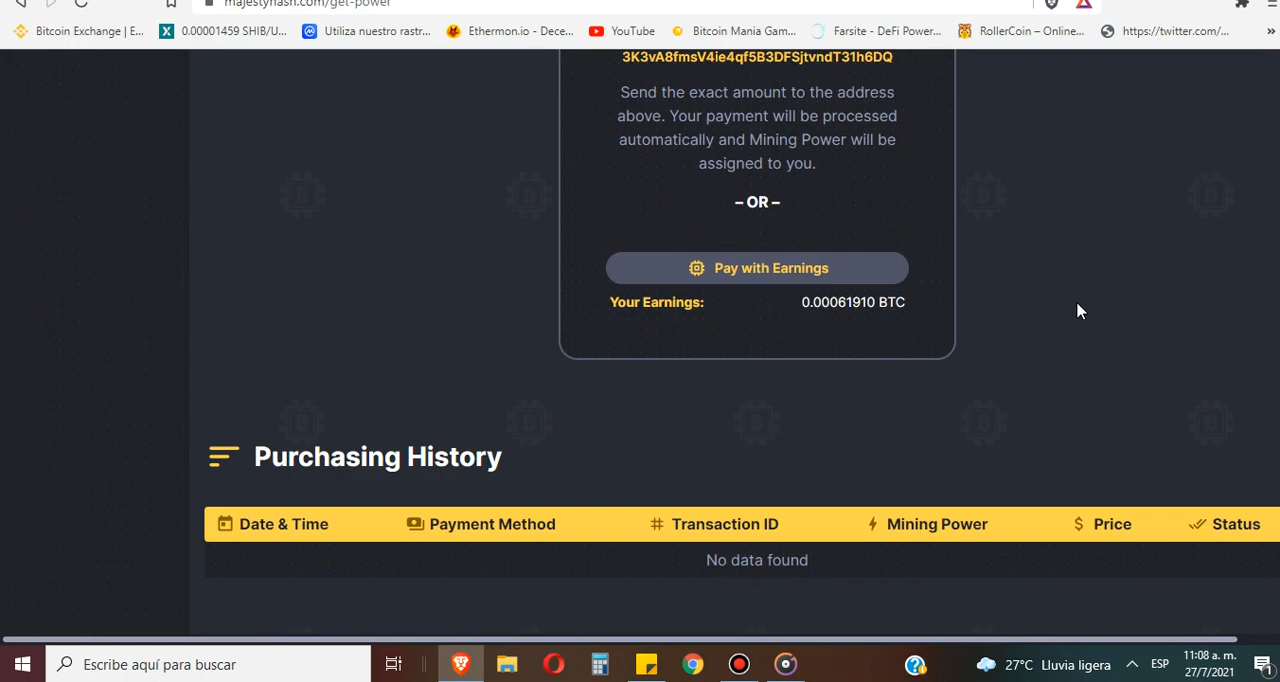 majestyhash.com/get-power
Bitcoin Exchange | E...
0.00001459 SHIB/U...
Utiliza nuestro rastr...
Ethermon.io - Dece...
YouTube
Bitcoin Mania Gam...
Farsite - DeFi Power...
RollerCoin – Online...
https://twitter.com/...
»
3K3vA8fmsV4ie4qf5B3DFSjtvndT31h6DQ
Send the exact amount to the address
above. Your payment will be processed
automatically and Mining Power will be
assigned to you.
– OR –
Pay with Earnings
Your Earnings: 0.00061910 BTC
Purchasing History
Date & Time Payment Method Transaction ID Mining Power Price Status
No data found
Escribe aquí para buscar
27°C Lluvia ligera
ESP
11:08 a. m.
27/7/2021
1